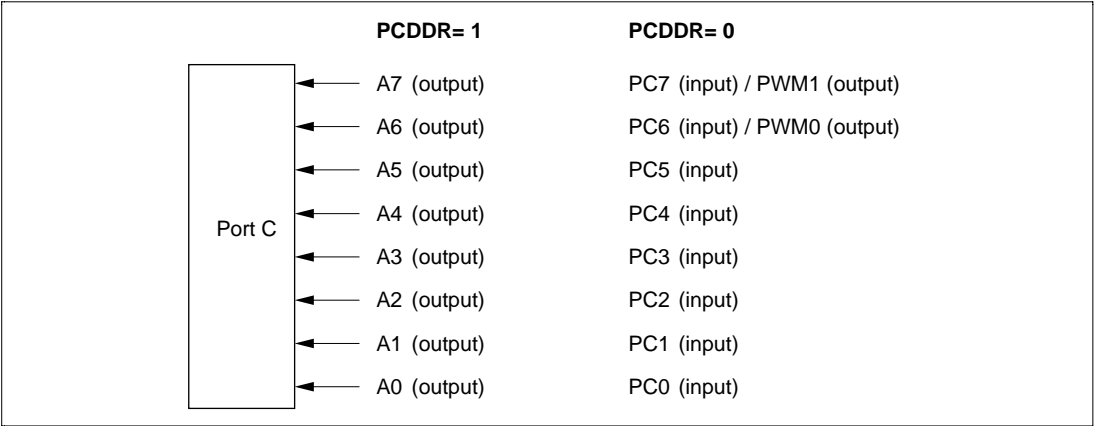 PCDDR= 1 PCDDR= 0
A7 (output) PC7 (input) / PWM1 (output)
A6 (output) PC6 (input) / PWM0 (output)
A5 (output) PC5 (input)
A4 (output) PC4 (input)
Port C
A3 (output) PC3 (input)
A2 (output) PC2 (input)
A1 (output) PC1 (input)
A0 (output) PC0 (input)